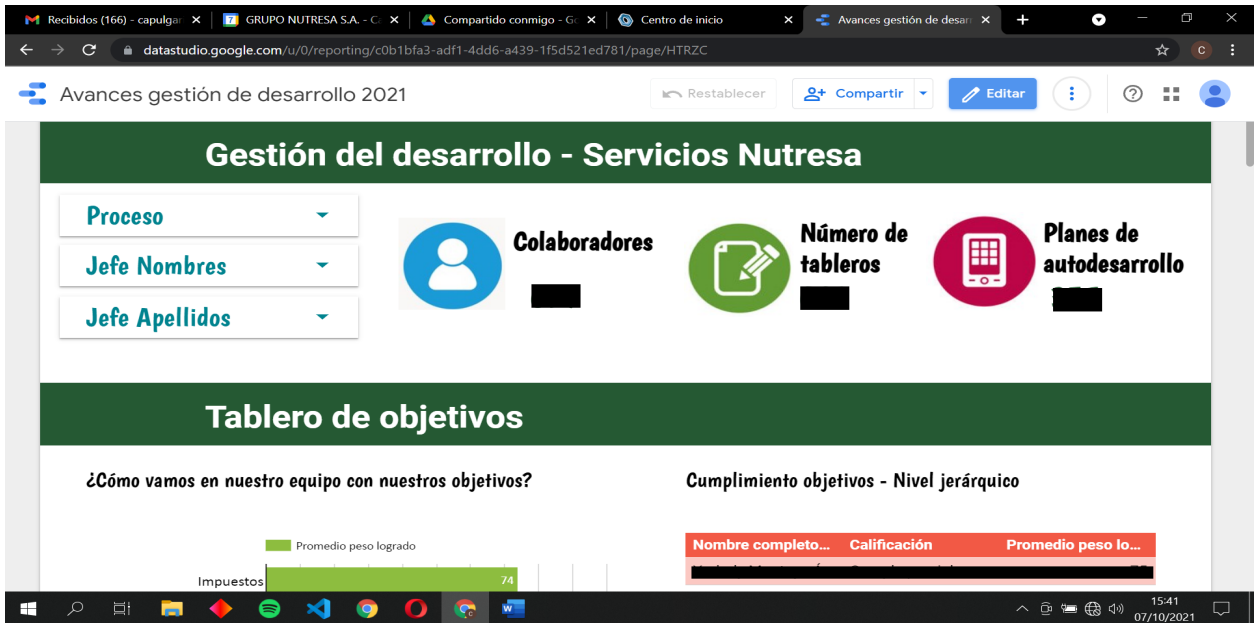 Recibidos (166) - capulgar
GRUPO NUTRESA S.A. - Ca
Compartido conmigo - Go
Centro de inicio
Avances gestión de desarr
datastudio.google.com/u/0/reporting/c0b1bfa3-adf1-4dd6-a439-1f5d521ed781/page/HTRZC
C
Avances gestión de desarrollo 2021
Restablecer
Compartir
Editar
Gestión del desarrollo - Servicios Nutresa
Proceso
Jefe Nombres
Jefe Apellidos
Colaboradores
Número de
tableros
Planes de
autodesarrollo
Tablero de objetivos
¿Cómo vamos en nuestro equipo con nuestros objetivos?
Cumplimiento objetivos - Nivel jerárquico
Promedio peso logrado
Impuestos
74
Nombre completo... Calificación Promedio peso lo...
15:41
07/10/2021